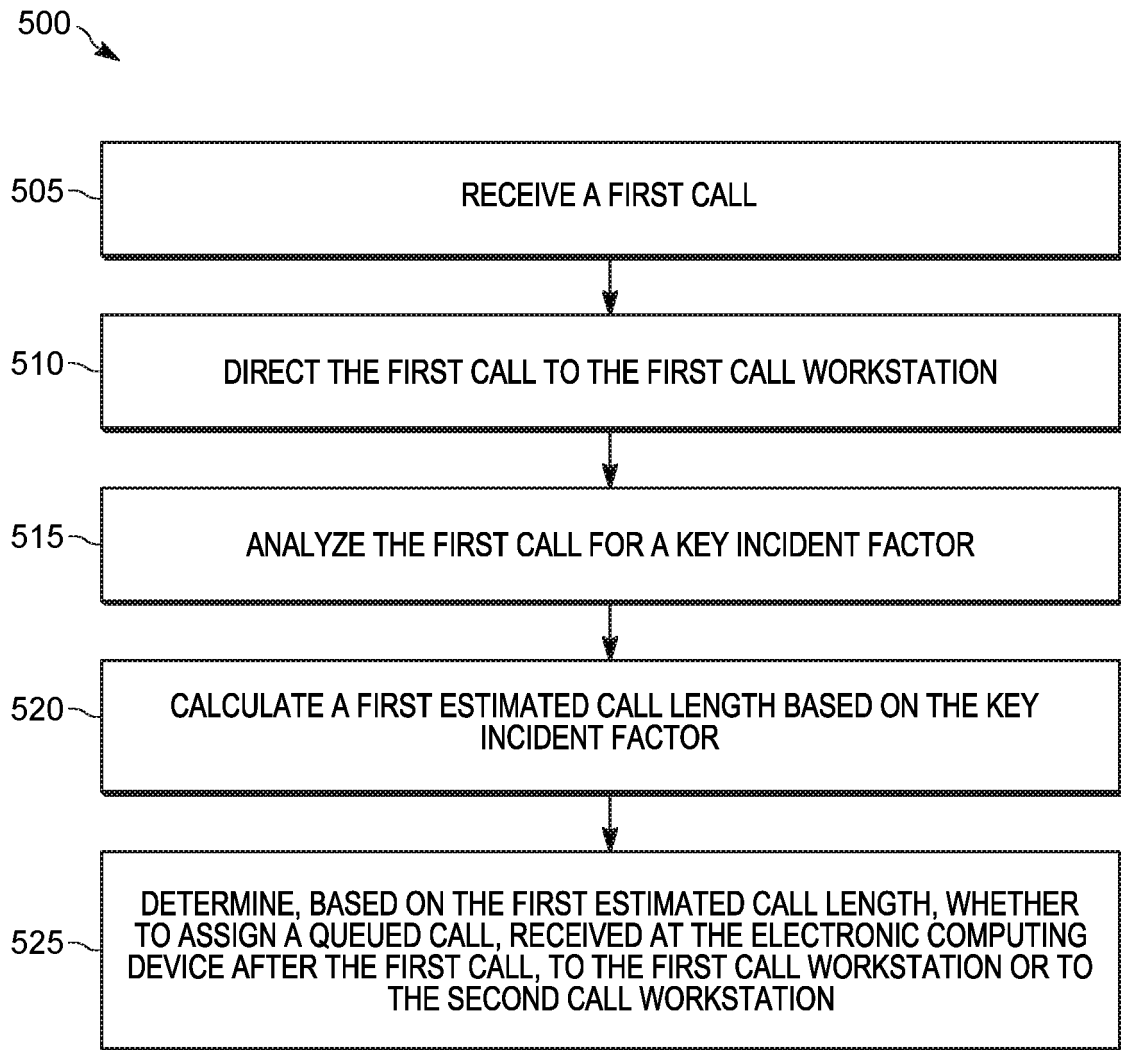 500
505
RECEIVE A FIRST CALL
510
DIRECT THE FIRST CALL TO THE FIRST CALL WORKSTATION
515
ANALYZE THE FIRST CALL FOR A KEY INCIDENT FACTOR
520
CALCULATE A FIRST ESTIMATED CALL LENGTH BASED ON THE KEY
INCIDENT FACTOR
525
DETERMINE, BASED ON THE FIRST ESTIMATED CALL LENGTH, WHETHER
TO ASSIGN A QUEUED CALL, RECEIVED AT THE ELECTRONIC COMPUTING
DEVICE AFTER THE FIRST CALL, TO THE FIRST CALL WORKSTATION OR TO
THE SECOND CALL WORKSTATION